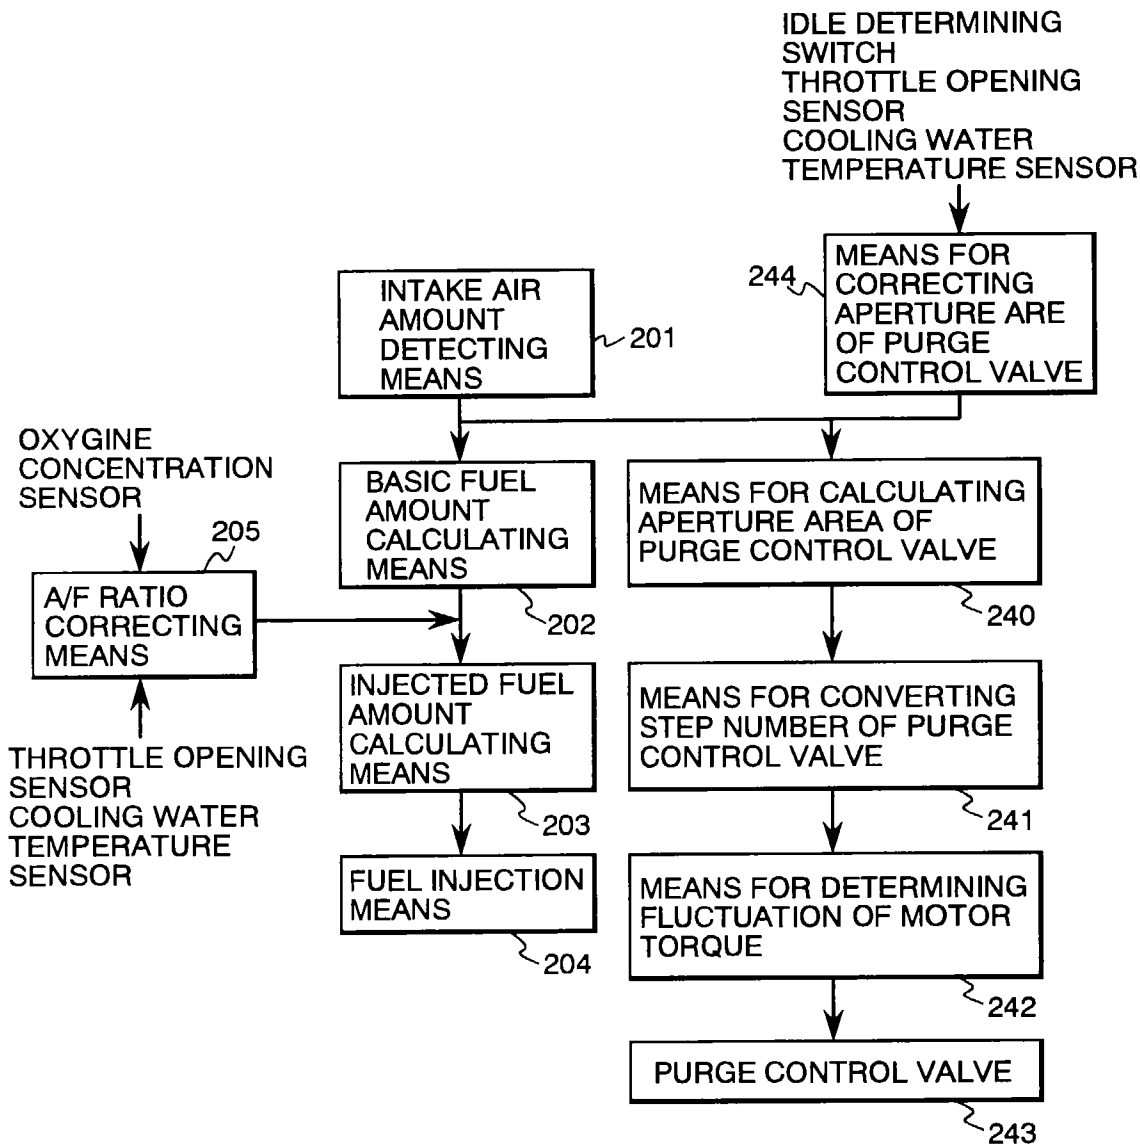 IDLE DETERMINING
SWITCH
THROTTLE OPENING
SENSOR
COOLING WATER
TEMPERATURE SENSOR
244
MEANS FOR
CORRECTING
APERTURE ARE
OF PURGE
CONTROL VALVE
INTAKE AIR
AMOUNT
DETECTING
MEANS
201
OXYGINE
CONCENTRATION
SENSOR
205
A/F RATIO
CORRECTING
MEANS
THROTTLE OPENING
SENSOR
COOLING WATER
TEMPERATURE
SENSOR
BASIC FUEL
AMOUNT
CALCULATING
MEANS
202
INJECTED FUEL
AMOUNT
CALCULATING
MEANS
203
FUEL INJECTION
MEANS
204
MEANS FOR CALCULATING
APERTURE AREA OF
PURGE CONTROL VALVE
240
MEANS FOR CONVERTING
STEP NUMBER OF PURGE
CONTROL VALVE
241
MEANS FOR DETERMINING
FLUCTUATION OF MOTOR
TORQUE
242
PURGE CONTROL VALVE
243